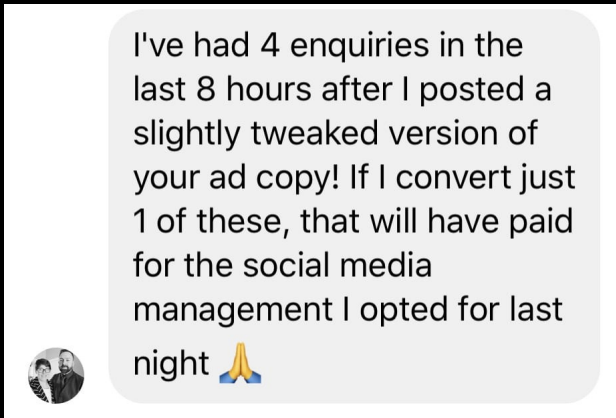 I've had 4 enquiries in the
last 8 hours after I posted a
slightly tweaked version of
your ad copy! If I convert just
1 of these, that will have paid
for the social media
management I opted for last
night 🙏